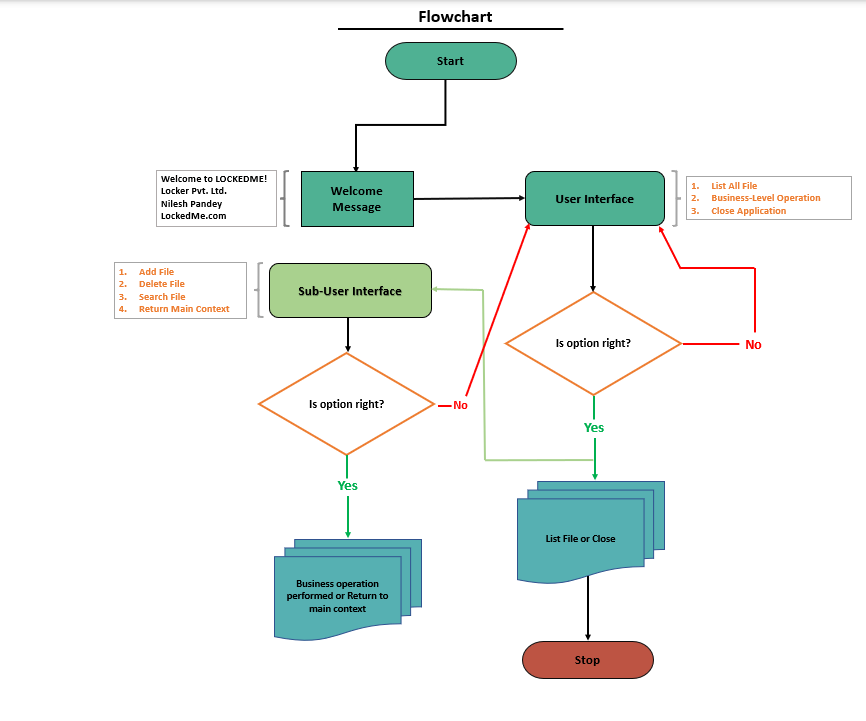 Flowchart
Start
Welcome to LOCKEDME!
Locker Pvt. Ltd.
Nilesh Pandey
LockedMe.com
Welcome
Message
User Interface
1. List All File
2. Business-Level Operation
3. Close Application
1. Add File
2. Delete File
3. Search File
4. Return Main Context
Sub-User Interface
Is option right?
No
Is option right?
No
Yes
Yes
List File or Close
Business operation
performed or Return to
main context
Stop